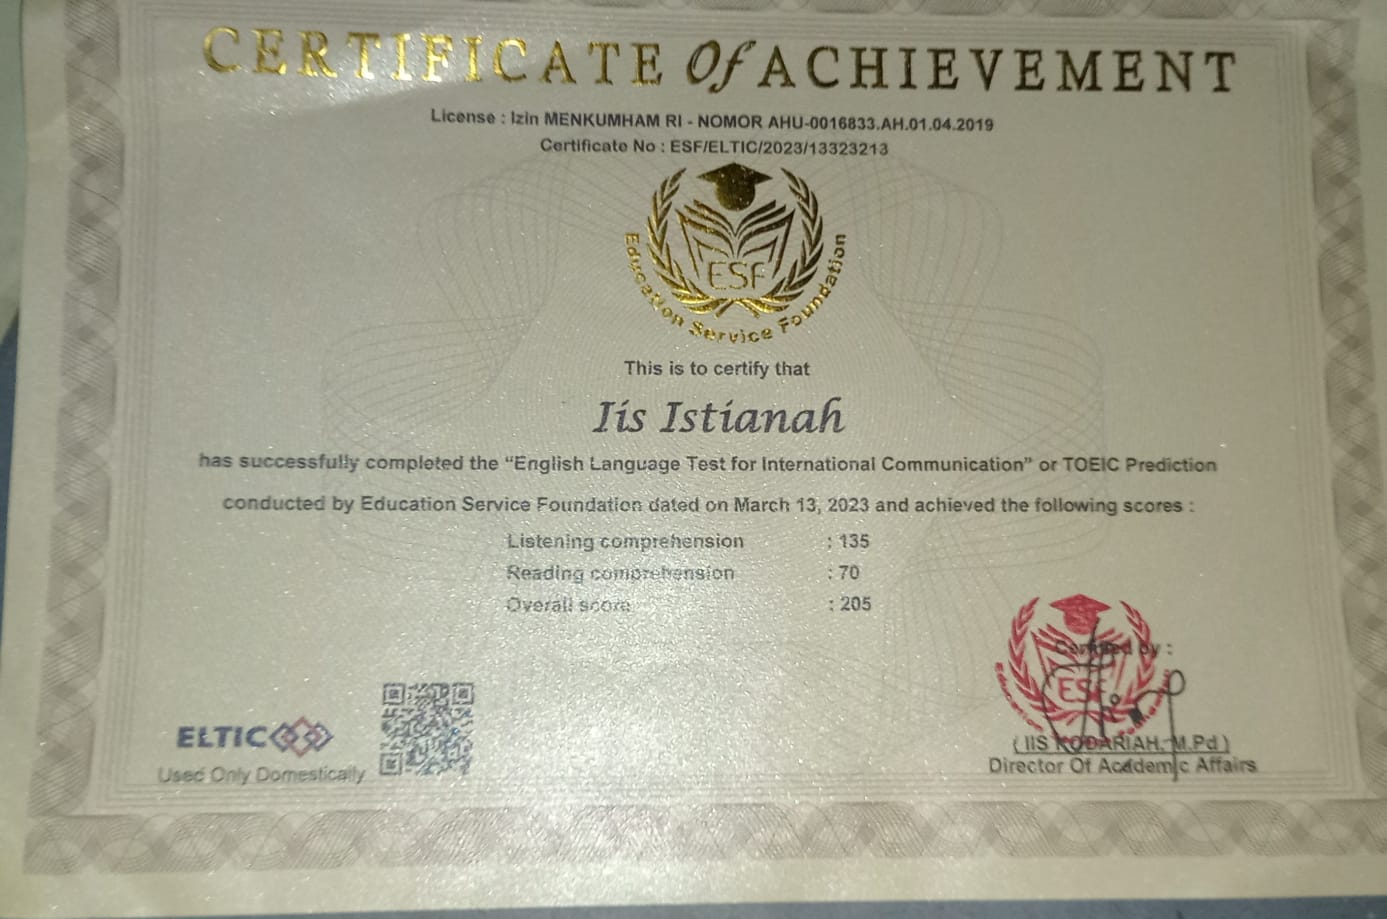 CERTIFICATE Of ACHIEVEMENT
License : Izin MENKUMHAM RI - NOMOR AHU-0016833.AH.01.04.2019
Certificate No : ESF/ELTIC/2023/13323213
ESF
Education Service Foundation
This is to certify that
Iis Istianah
has successfully completed the “English Language Test for International Communication” or TOEIC Prediction
conducted by Education Service Foundation dated on March 13, 2023 and achieved the following scores :
Listening comprehension : 135
Reading comprehension : 70
Overall score : 205
Certified by :
ESF
Education
ELTIC
Used Only Domestically
( IIS KODARIAH, M.Pd )
Director Of Academic Affairs